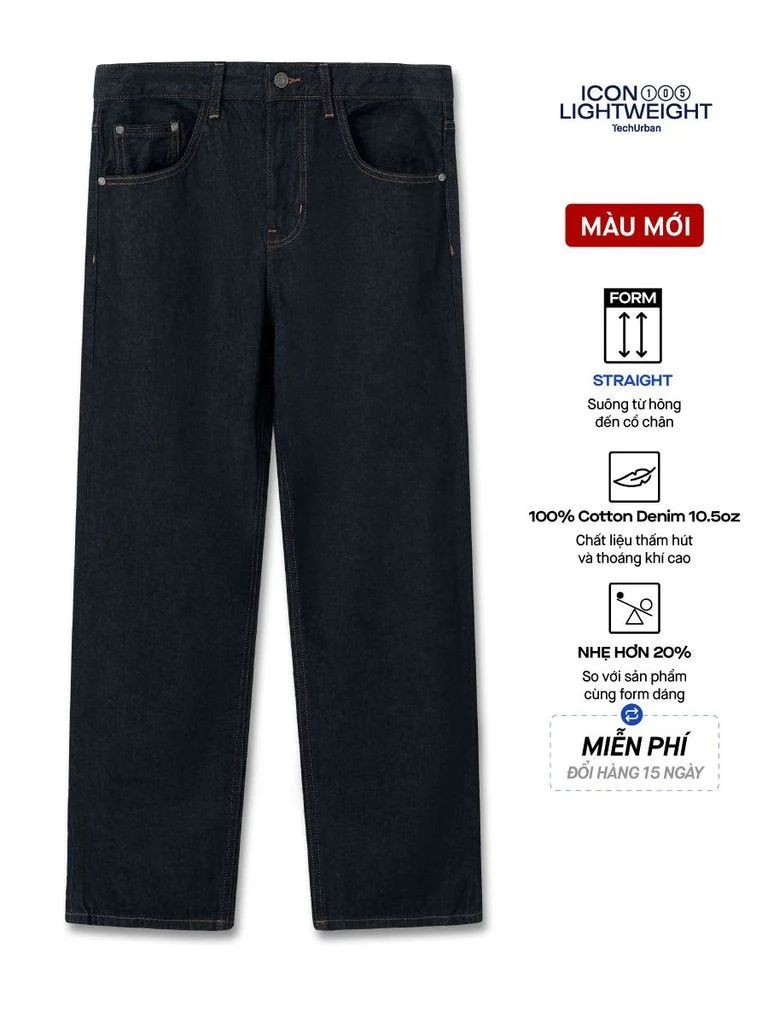 ICON①⓪⑤
LIGHTWEIGHT
TechUrban
MÀU MỚI
FORM
STRAIGHT
Suông từ hông
đến cổ chân
100% Cotton Denim 10.5oz
Chất liệu thấm hút
và thoáng khí cao
NHẸ HƠN 20%
So với sản phẩm
cùng form dáng
MIỄN PHÍ
ĐỔI HÀNG 15 NGÀY